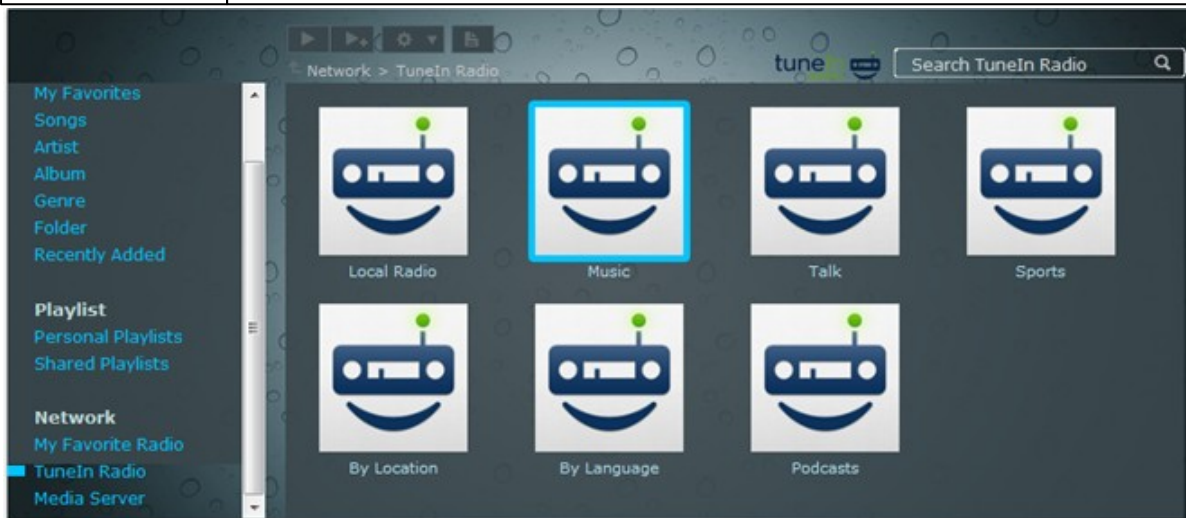 Network > TuneIn Radio
tune
Search TuneIn Radio
My Favorites
Songs
Artist
Album
Genre
Folder
Recently Added
Playlist
Personal Playlists
Shared Playlists
Network
My Favorite Radio
TuneIn Radio
Media Server
Local Radio
Music
Talk
Sports
By Location
By Language
Podcasts